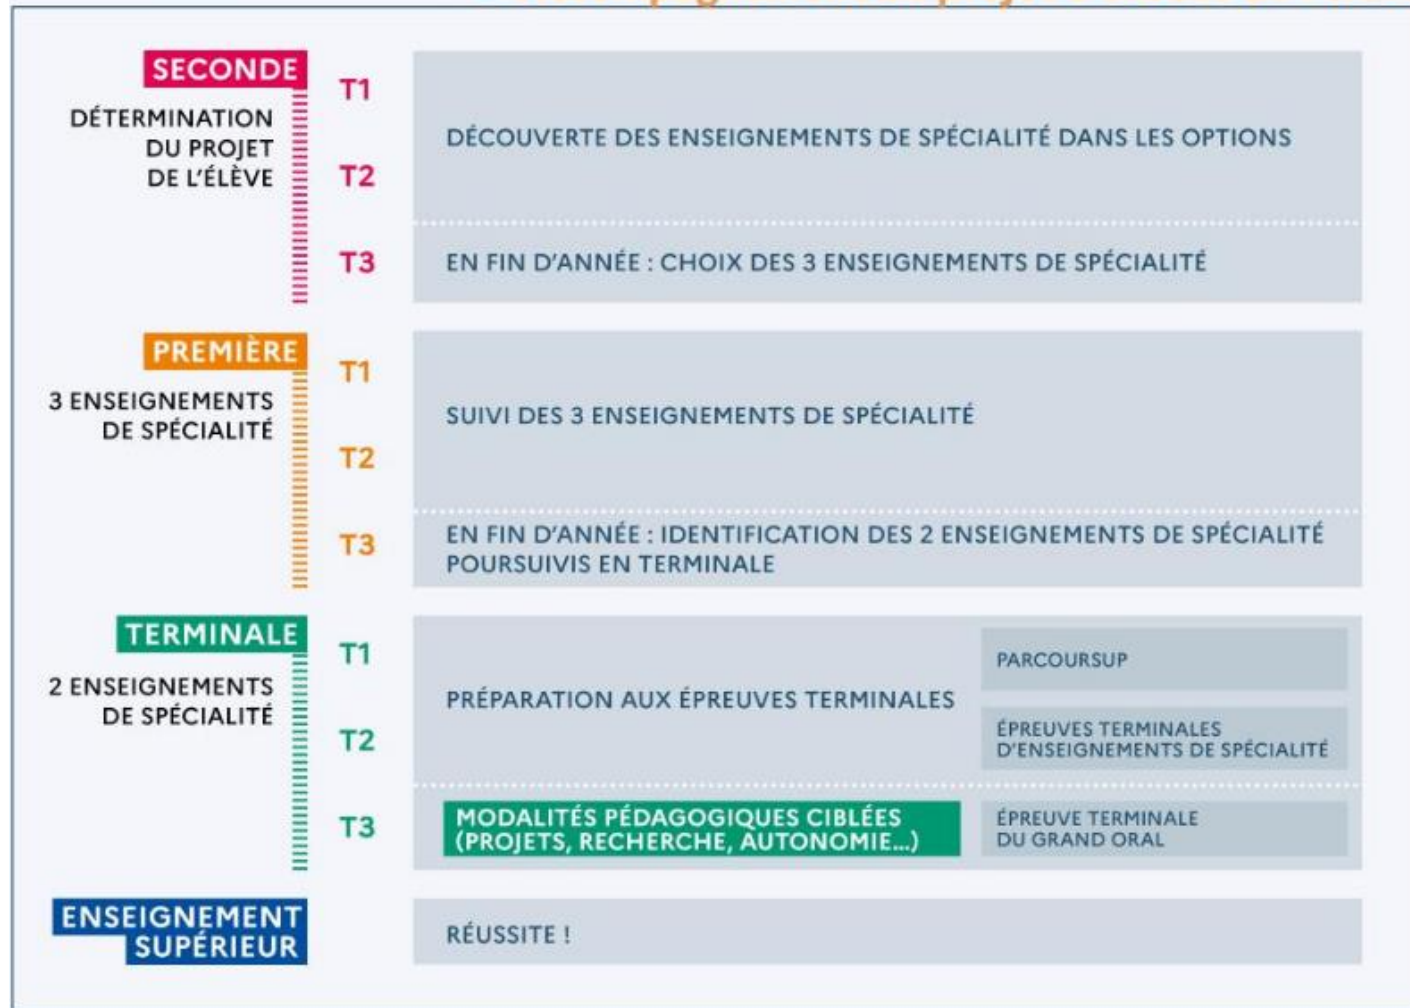 SECONDE
DÉTERMINATION
DU PROJET
DE L'ÉLÈVE
T1
T2
T3
DÉCOUVERTE DES ENSEIGNEMENTS DE SPÉCIALITÉ DANS LES OPTIONS
EN FIN D'ANNÉE : CHOIX DES 3 ENSEIGNEMENTS DE SPÉCIALITÉ
PREMIÈRE
3 ENSEIGNEMENTS
DE SPÉCIALITÉ
T1
T2
T3
SUIVI DES 3 ENSEIGNEMENTS DE SPÉCIALITÉ
EN FIN D'ANNÉE : IDENTIFICATION DES 2 ENSEIGNEMENTS DE SPÉCIALITÉ
POURSUIVIS EN TERMINALE
TERMINALE
2 ENSEIGNEMENTS
DE SPÉCIALITÉ
T1
T2
T3
PRÉPARATION AUX ÉPREUVES TERMINALES
PARCOURSUP
ÉPREUVES TERMINALES
D'ENSEIGNEMENTS DE SPÉCIALITÉ
MODALITÉS PÉDAGOGIQUES CIBLÉES
(PROJETS, RECHERCHE, AUTONOMIE...)
ÉPREUVE TERMINALE
DU GRAND ORAL
ENSEIGNEMENT
SUPÉRIEUR
RÉUSSITE !